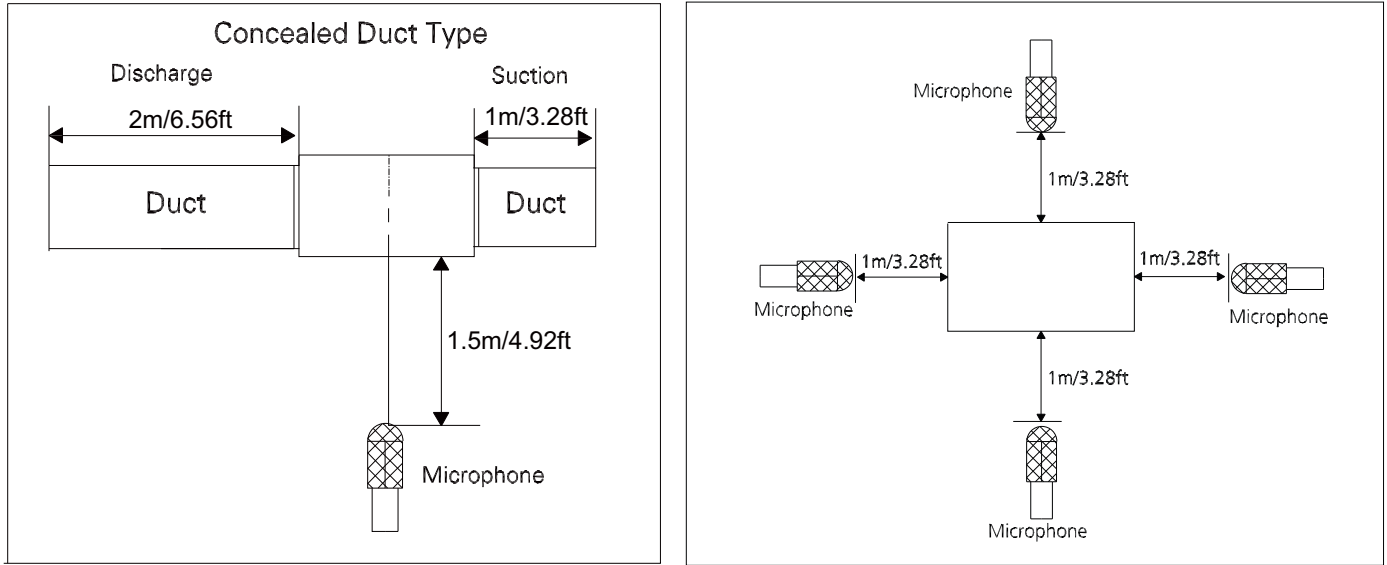 Concealed Duct Type
Discharge
Suction
2m/6.56ft
1m/3.28ft
Duct
Duct
1.5m/4.92ft
Microphone
Microphone
1m/3.28ft
1m/3.28ft
1m/3.28ft
Microphone
Microphone
1m/3.28ft
Microphone